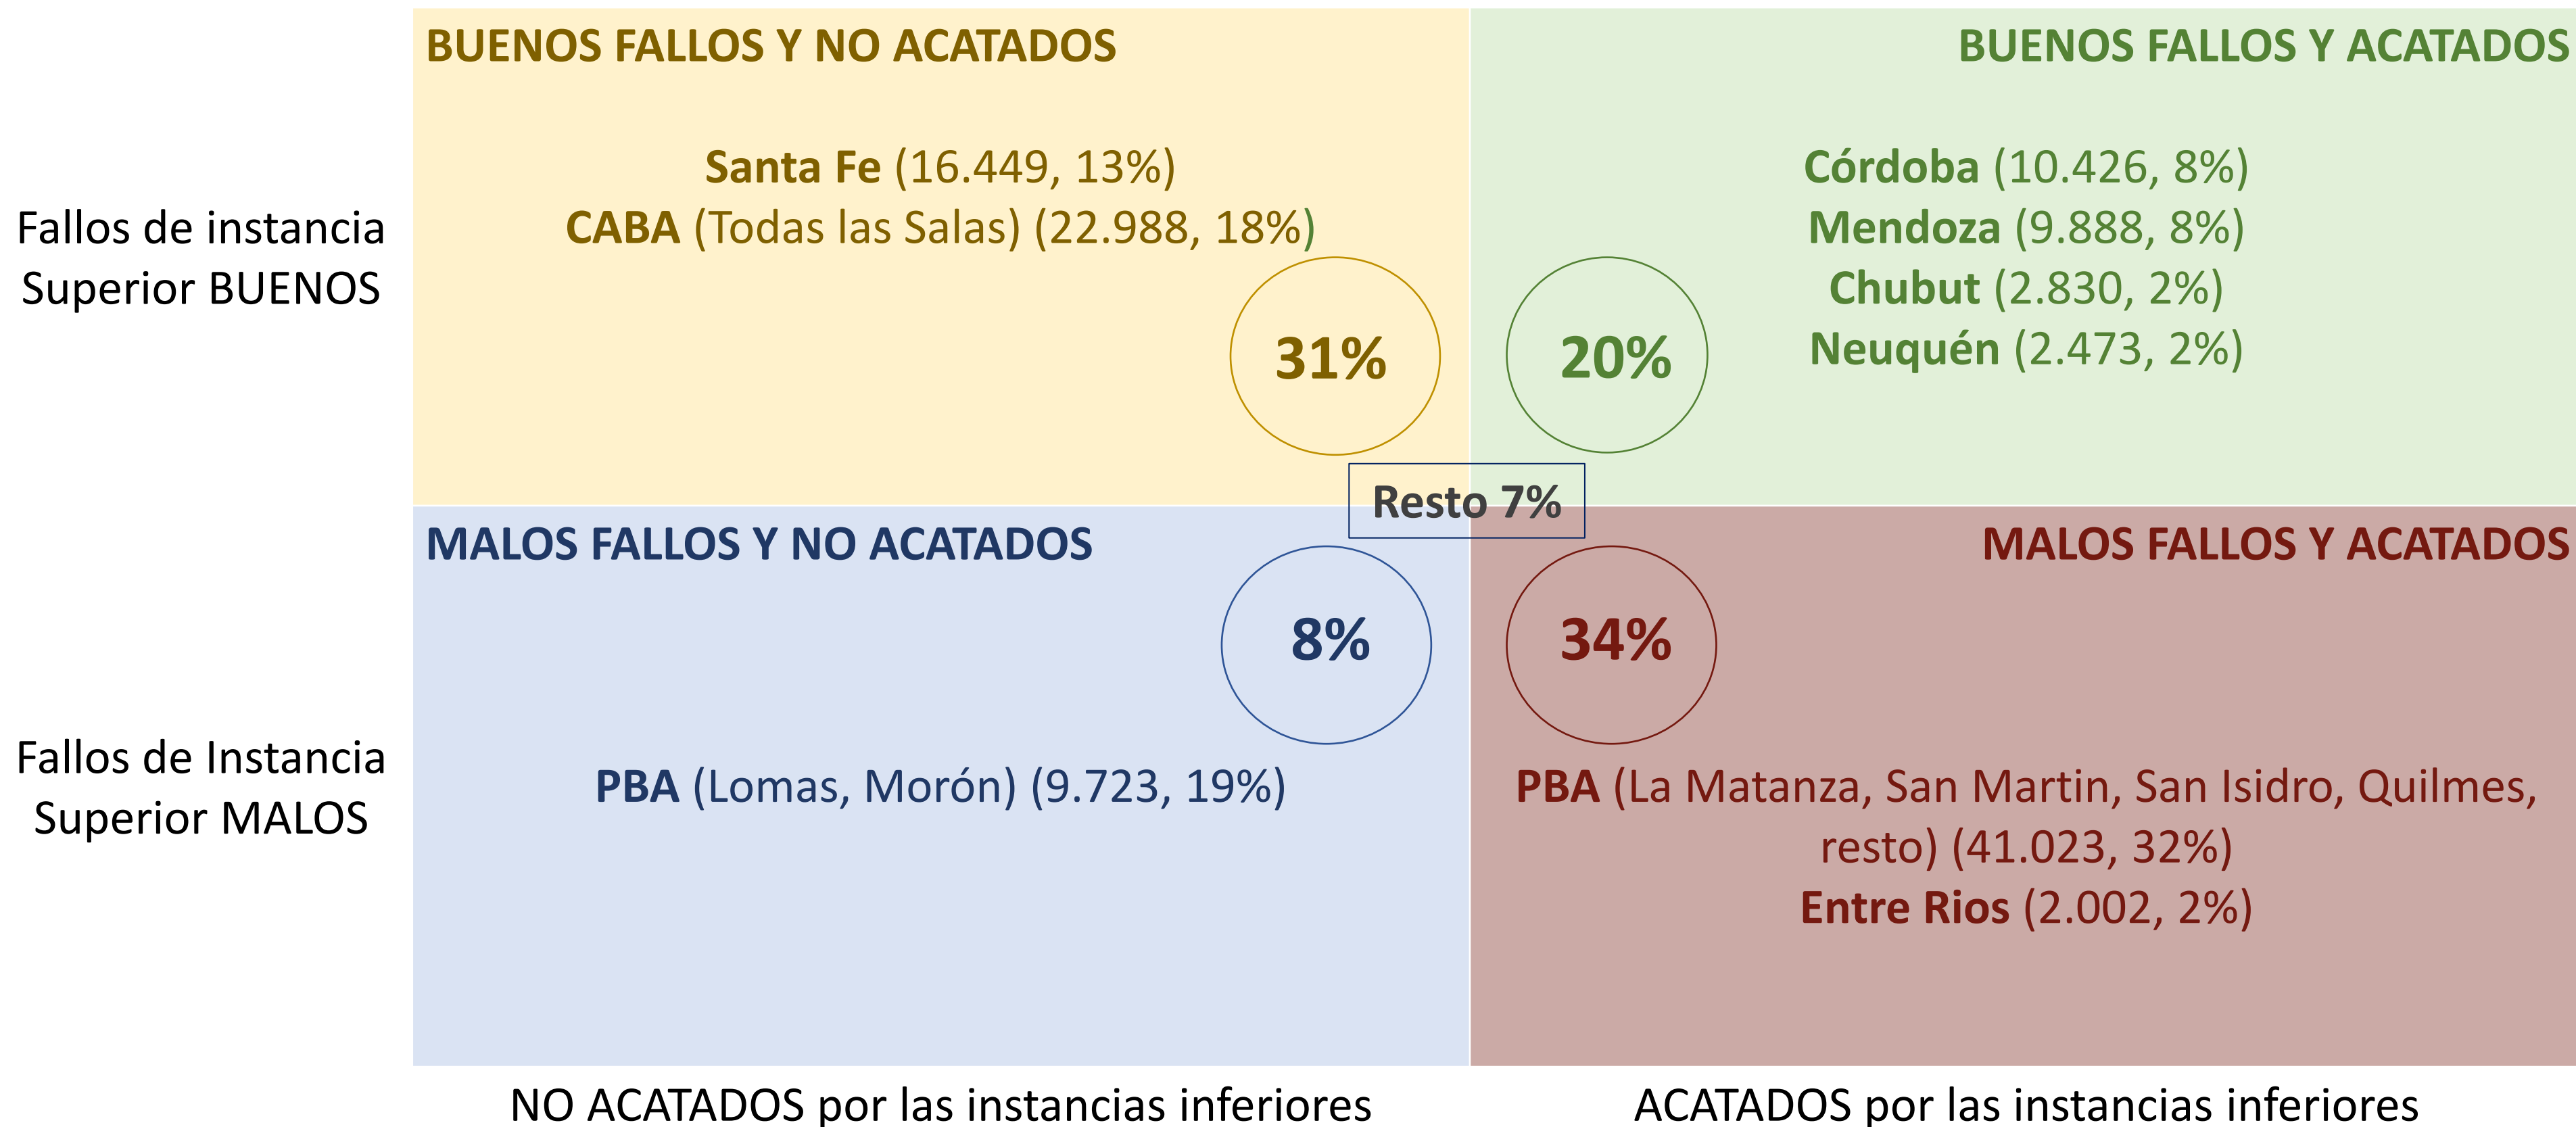 BUENOS FALLOS Y NO ACATADOS
Santa Fe (16.449, 13%)
CABA (Todas las Salas) (22.988, 18%)
31%
BUENOS FALLOS Y ACATADOS
Córdoba (10.426, 8%)
Mendoza (9.888, 8%)
Chubut (2.830, 2%)
Neuquén (2.473, 2%)
20%
Fallos de instancia
Superior BUENOS
Resto 7%
MALOS FALLOS Y NO ACATADOS
8%
PBA (Lomas, Morón) (9.723, 19%)
MALOS FALLOS Y ACATADOS
34%
PBA (La Matanza, San Martin, San Isidro, Quilmes,
resto) (41.023, 32%)
Entre Rios (2.002, 2%)
Fallos de Instancia
Superior MALOS
NO ACATADOS por las instancias inferiores
ACATADOS por las instancias inferiores